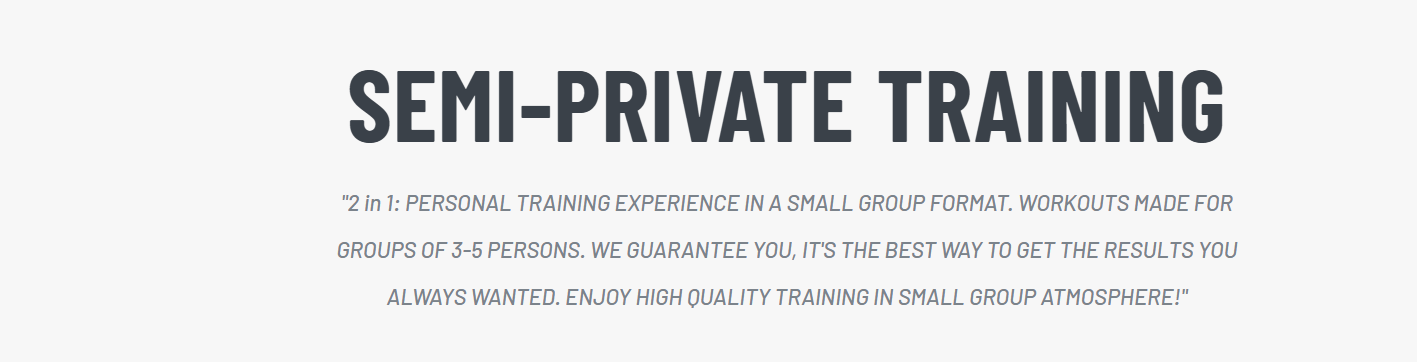 SEMI-PRIVATE TRAINING
"2 in 1: PERSONAL TRAINING EXPERIENCE IN A SMALL GROUP FORMAT. WORKOUTS MADE FOR
GROUPS OF 3-5 PERSONS. WE GUARANTEE YOU, IT'S THE BEST WAY TO GET THE RESULTS YOU
ALWAYS WANTED. ENJOY HIGH QUALITY TRAINING IN SMALL GROUP ATMOSPHERE!"